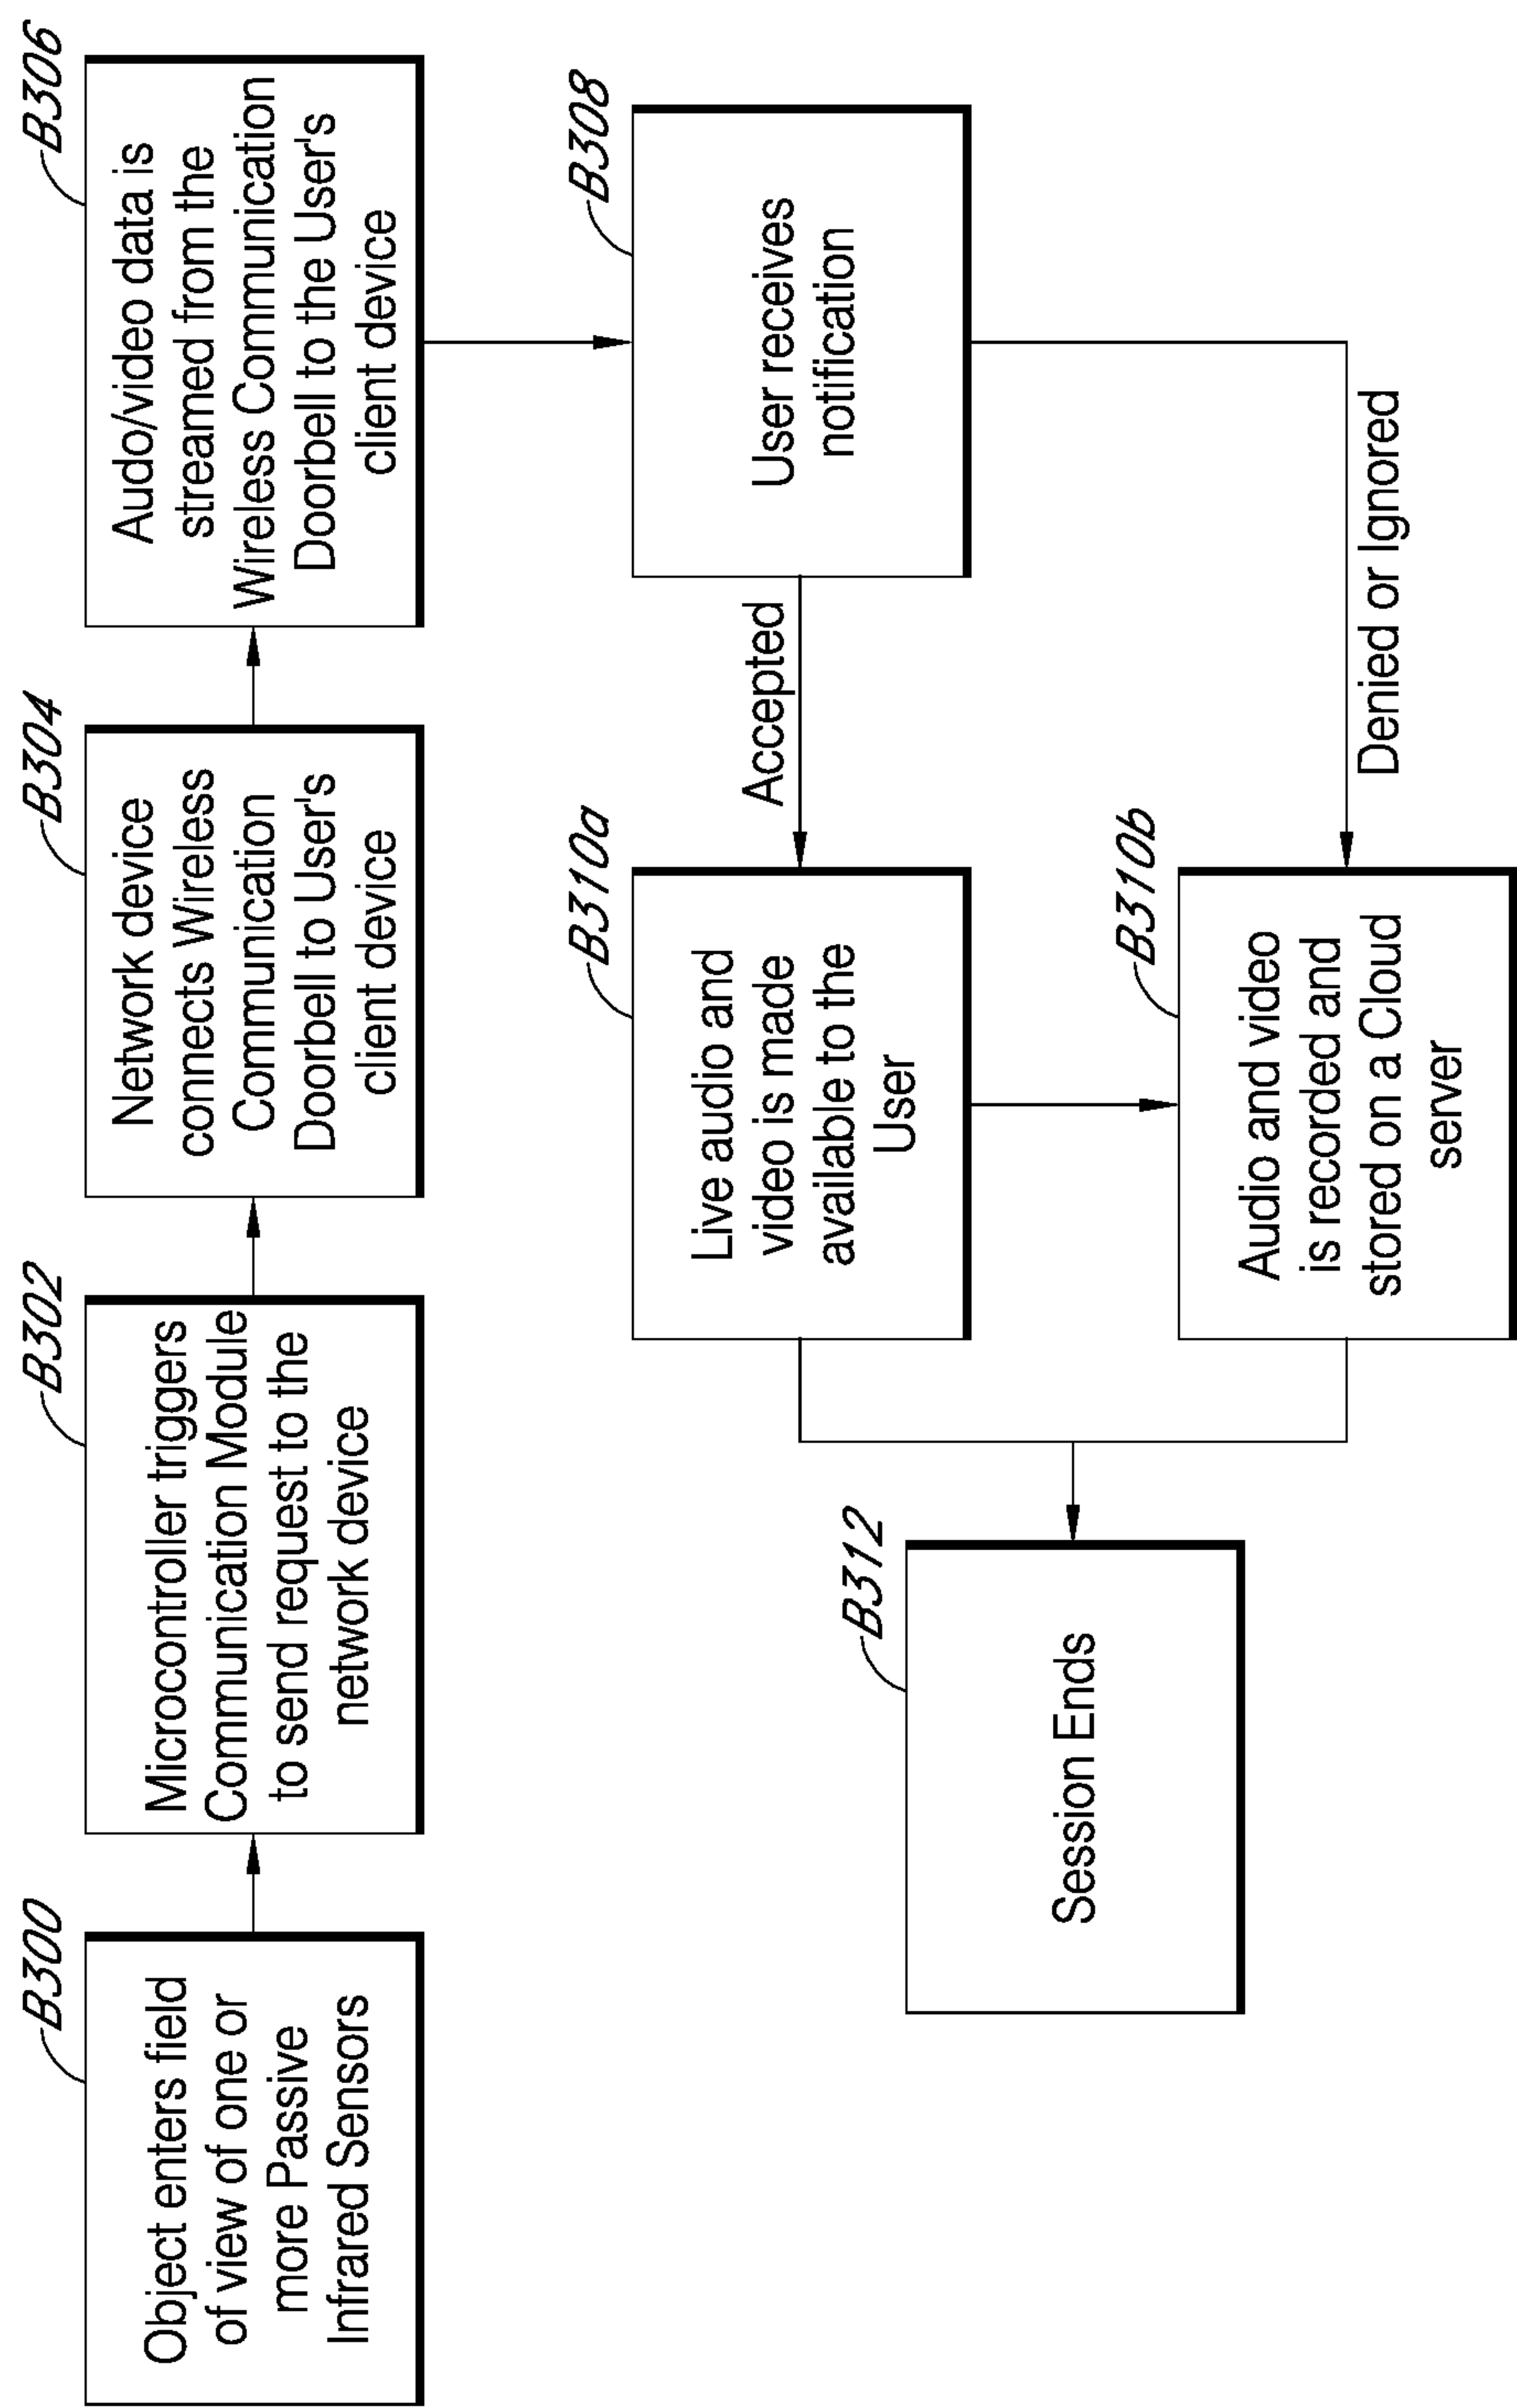 B300
Object enters field
of view of one or
more Passive
Infrared Sensors
B302
Microcontroller triggers
Communication Module
to send request to the
network device
B304
Network device
connects Wireless
Communication
Doorbell to User's
client device
B306
Audo/video data is
streamed from the
Wireless Communication
Doorbell to the User's
client device
B308
User receives
notification
Accepted
Denied or Ignored
B310a
Live audio and
video is made
available to the
User
B310b
Audio and video
is recorded and
stored on a Cloud
server
B312
Session Ends